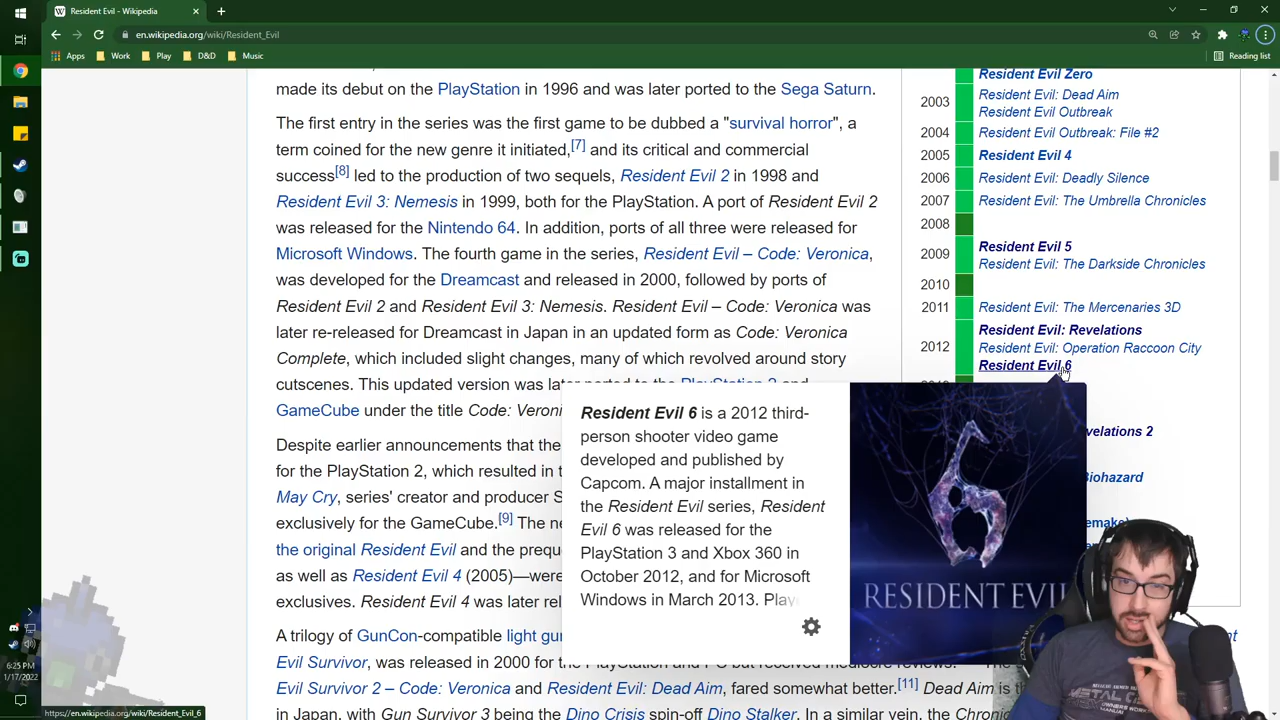 Resident Evil - Wikipedia
en.wikipedia.org/wiki/Resident_Evil
Apps Work Play D&D Music Reading list
made its debut on the PlayStation in 1996 and was later ported to the Sega Saturn.
The first entry in the series was the first game to be dubbed a "survival horror", a
term coined for the new genre it initiated,[7] and its critical and commercial
success[8] led to the production of two sequels, Resident Evil 2 in 1998 and
Resident Evil 3: Nemesis in 1999, both for the PlayStation. A port of Resident Evil 2
was released for the Nintendo 64. In addition, ports of all three were released for
Microsoft Windows. The fourth game in the series, Resident Evil – Code: Veronica,
was developed for the Dreamcast and released in 2000, followed by ports of
Resident Evil 2 and Resident Evil 3: Nemesis. Resident Evil – Code: Veronica was
later re-released for Dreamcast in Japan in an updated form as Code: Veronica
Complete, which included slight changes, many of which revolved around story
cutscenes. This updated version was later ported to the PlayStation 2 and
GameCube under the title Code: Veroni
Despite earlier announcements that the
for the PlayStation 2, which resulted in t
May Cry, series' creator and producer S
exclusively for the GameCube.[9] The ne
the original Resident Evil and the prequ
as well as Resident Evil 4 (2005)—were
exclusives. Resident Evil 4 was later rel
A trilogy of GunCon-compatible light gu
Evil Survivor, was released in 2000 for the PlayStation and PC but received mediocre reviews.
Evil Survivor 2 – Code: Veronica and Resident Evil: Dead Aim, fared somewhat better.[11] Dead Aim is th
in Japan, with Gun Survivor 3 being the Dino Crisis spin-off Dino Stalker. In a similar vein, the Chronic
Resident Evil Zero
2003 Resident Evil: Dead Aim
Resident Evil Outbreak
2004 Resident Evil Outbreak: File #2
2005 Resident Evil 4
2006 Resident Evil: Deadly Silence
2007 Resident Evil: The Umbrella Chronicles
2008
2009 Resident Evil 5
Resident Evil: The Darkside Chronicles
2010
2011 Resident Evil: The Mercenaries 3D
2012 Resident Evil: Revelations
Resident Evil: Operation Raccoon City
Resident Evil 6
velations 2
Biohazard
emake)
Resident Evil 6 is a 2012 third-
person shooter video game
developed and published by
Capcom. A major installment in
the Resident Evil series, Resident
Evil 6 was released for the
PlayStation 3 and Xbox 360 in
October 2012, and for Microsoft
Windows in March 2013. Play
6
RESIDENT EVIL
METAL
6:25 PM
1/17/2022
https://en.wikipedia.org/wiki/Resident_Evil_6